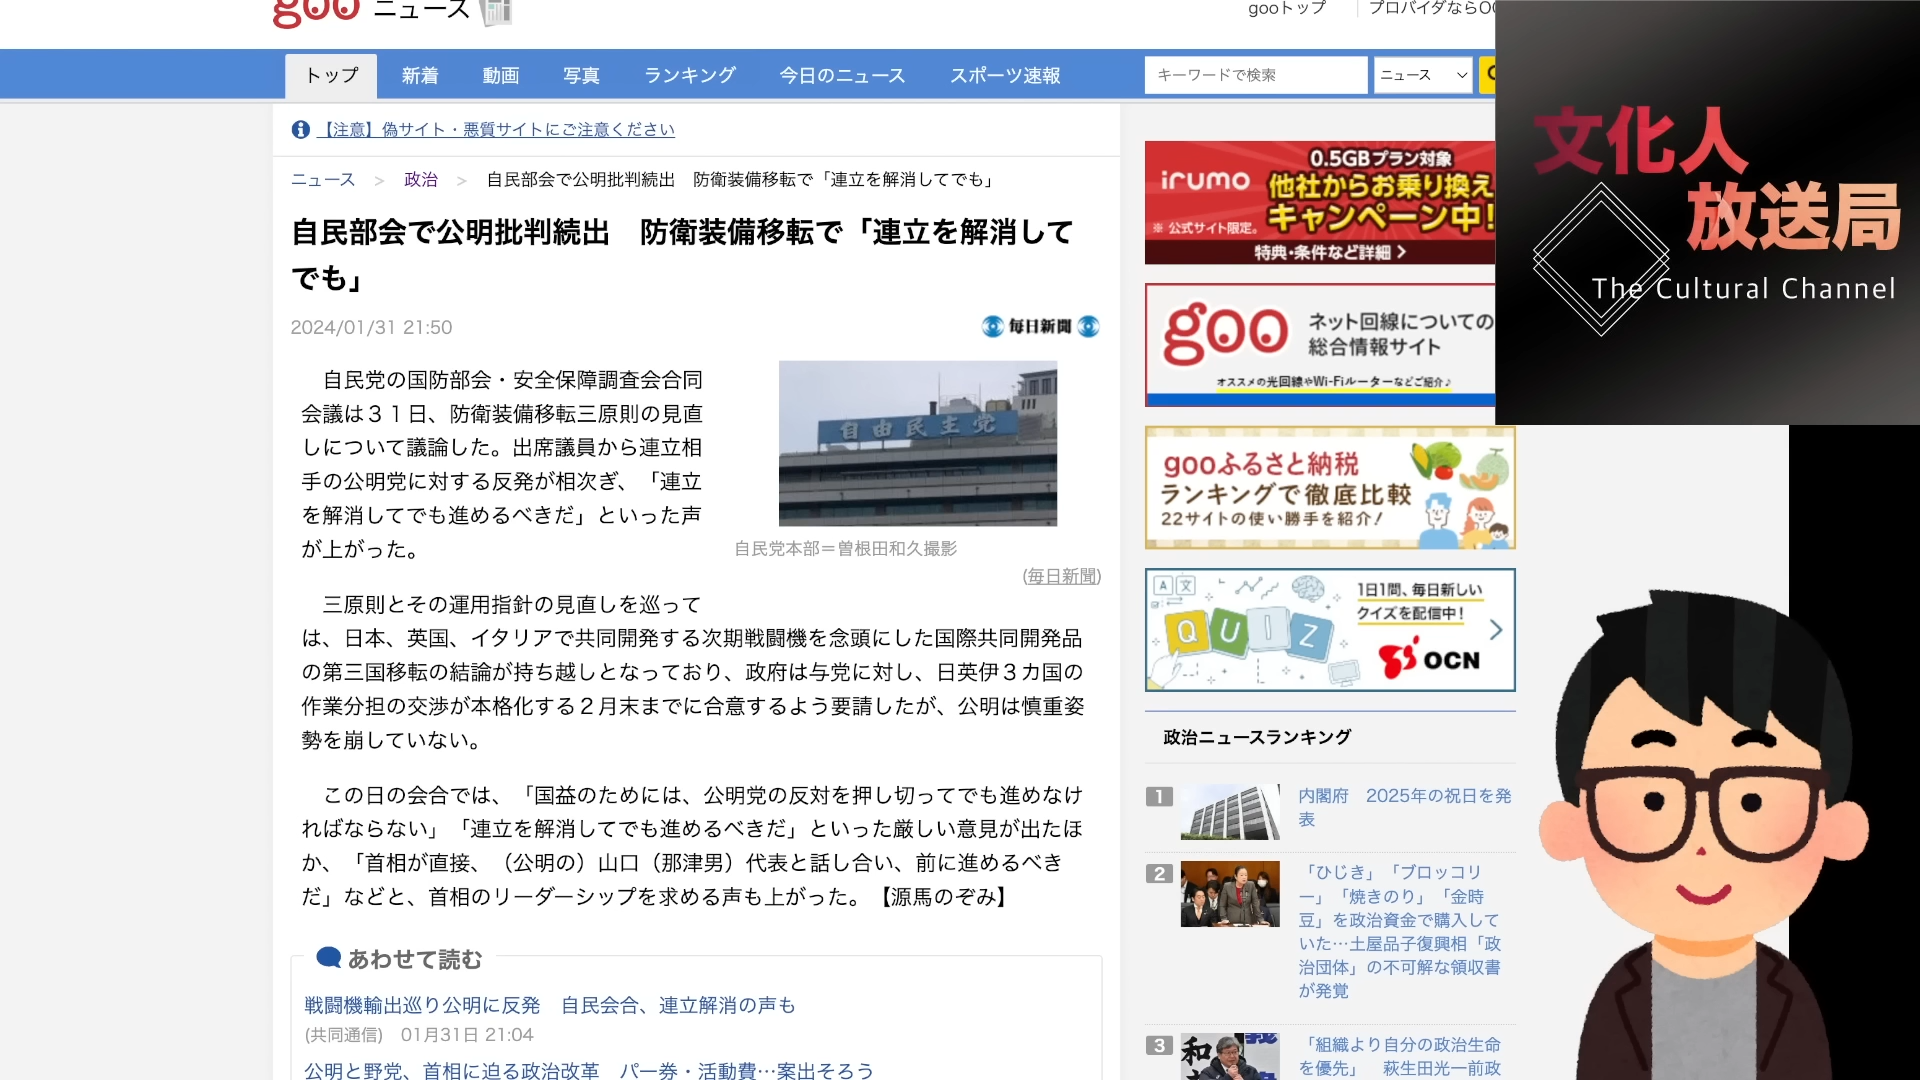 goo ニュース
gooトップ
プロバイダならOC
トップ
新着
動画
写真
ランキング
今日のニュース
スポーツ速報
キーワードで検索
ニュース
【注意】偽サイト・悪質サイトにご注意ください
ニュース > 政治 > 自民部会で公明批判続出　防衛装備移転で「連立を解消してでも」
自民部会で公明批判続出　防衛装備移転で「連立を解消して
でも」
2024/01/31 21:50
毎日新聞
自民党の国防部会・安全保障調査会合同
会議は３１日、防衛装備移転三原則の見直
しについて議論した。出席議員から連立相
手の公明党に対する反発が相次ぎ、「連立
を解消してでも進めるべきだ」といった声
が上がった。
自由民主党
自民党本部＝曽根田和久撮影
(毎日新聞)
三原則とその運用指針の見直しを巡って
は、日本、英国、イタリアで共同開発する次期戦闘機を念頭にした国際共同開発品
の第三国移転の結論が持ち越しとなっており、政府は与党に対し、日英伊３カ国の
作業分担の交渉が本格化する２月末までに合意するよう要請したが、公明は慎重姿
勢を崩していない。
この日の会合では、「国益のためには、公明党の反対を押し切ってでも進めなけ
ればならない」「連立を解消してでも進めるべきだ」といった厳しい意見が出たほ
か、「首相が直接、（公明の）山口（那津男）代表と話し合い、前に進めるべき
だ」などと、首相のリーダーシップを求める声も上がった。【源馬のぞみ】
あわせて読む
戦闘機輸出巡り公明に反発　自民会合、連立解消の声も
(共同通信)　01月31日 21:04
公明と野党、首相に迫る政治改革　パー券・活動費…案出そろう
irumo
0.5GBプラン対象
他社からお乗り換え
キャンペーン中!
※ 公式サイト限定。
特典・条件など詳細 >
goo
ネット回線についての
総合情報サイト
オススメの光回線やWi-Fiルーターなどご紹介♪
gooふるさと納税
ランキングで徹底比較
22サイトの使い勝手を紹介!
A 文
QUIZ
1日1問、毎日新しい
クイズを配信中!
OCN
政治ニュースランキング
1
内閣府　2025年の祝日を発
表
2
「ひじき」「ブロッコリ
ー」「焼きのり」「金時
豆」を政治資金で購入して
いた…土屋品子復興相「政
治団体」の不可解な領収書
が発覚
3
「組織より自分の政治生命
を優先」　萩生田光一前政
文化人
放送局
The Cultural Channel